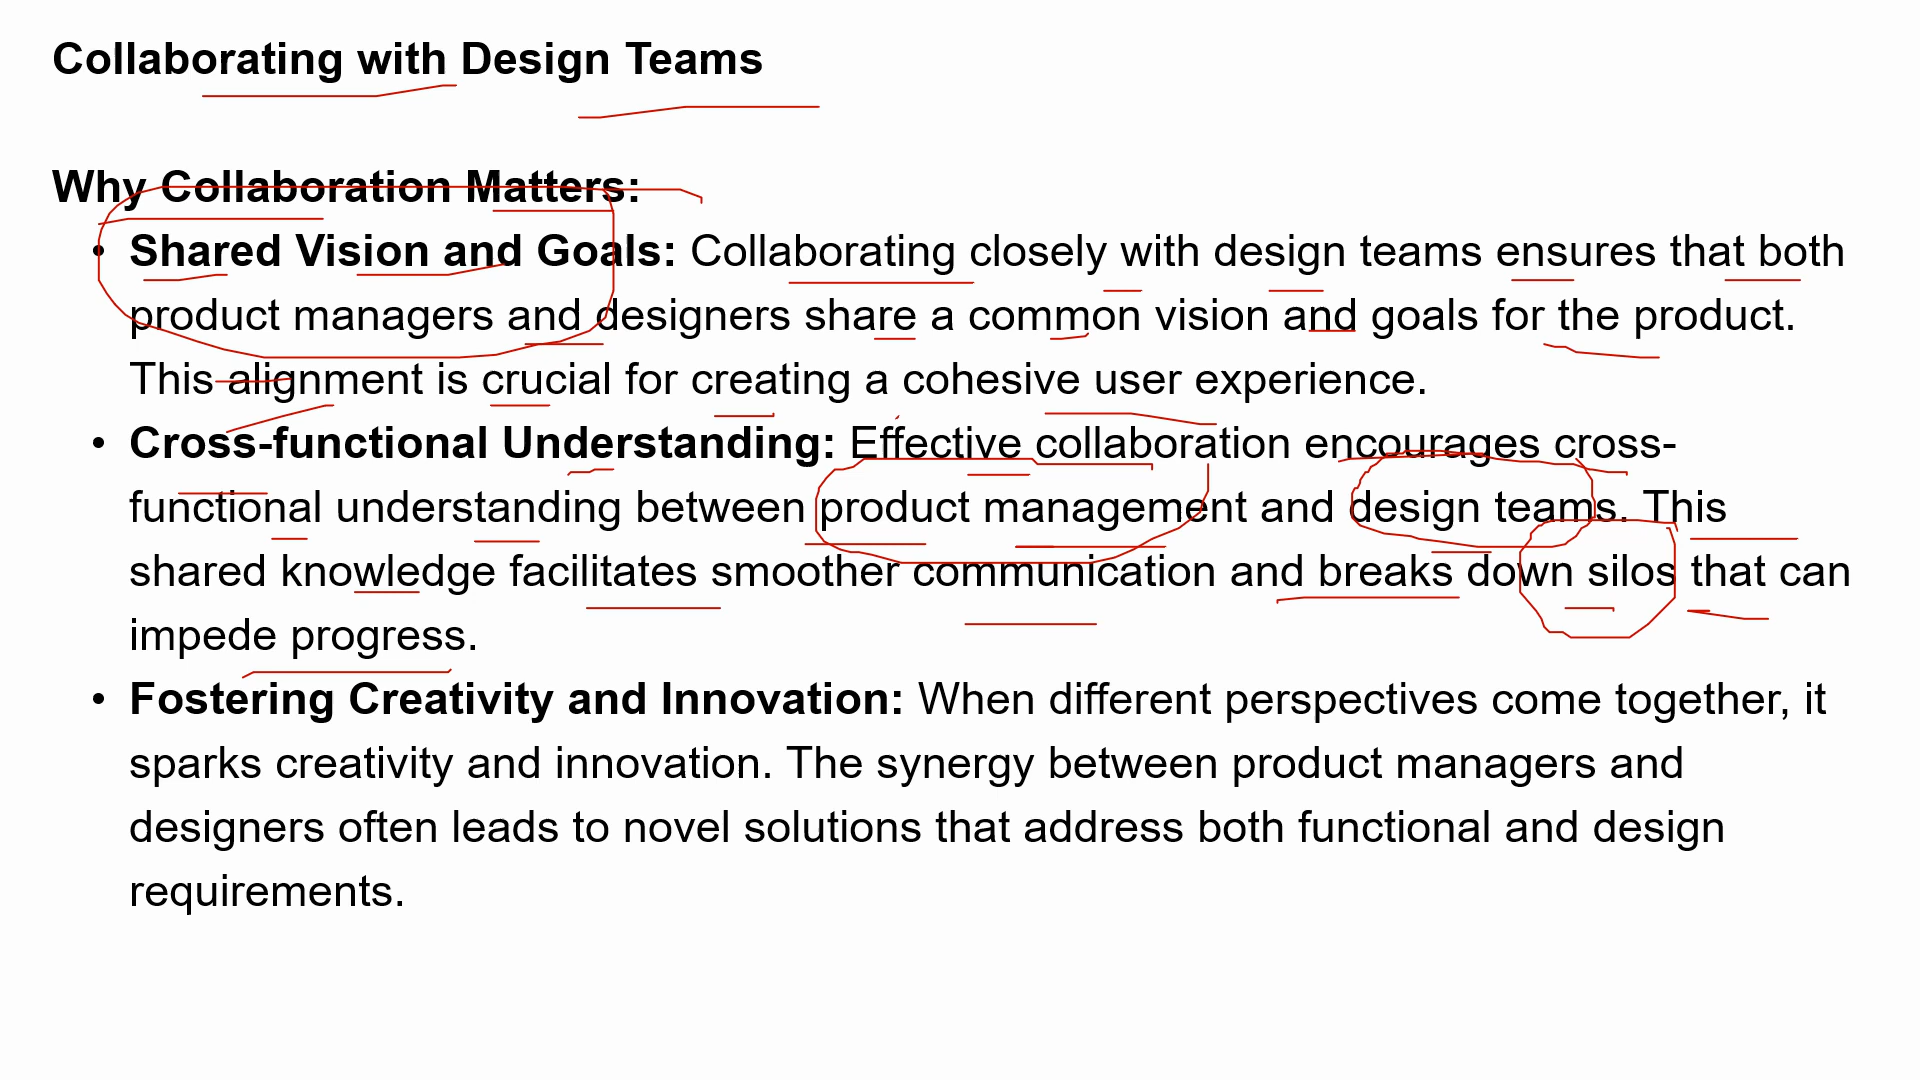 Collaborating with Design Teams
Why Collaboration Matters:
• Shared Vision and Goals: Collaborating closely with design teams ensures that both
product managers and designers share a common vision and goals for the product.
This alignment is crucial for creating a cohesive user experience.
• Cross-functional Understanding: Effective collaboration encourages cross-
functional understanding between product management and design teams. This
shared knowledge facilitates smoother communication and breaks down silos that can
impede progress.
• Fostering Creativity and Innovation: When different perspectives come together, it
sparks creativity and innovation. The synergy between product managers and
designers often leads to novel solutions that address both functional and design
requirements.